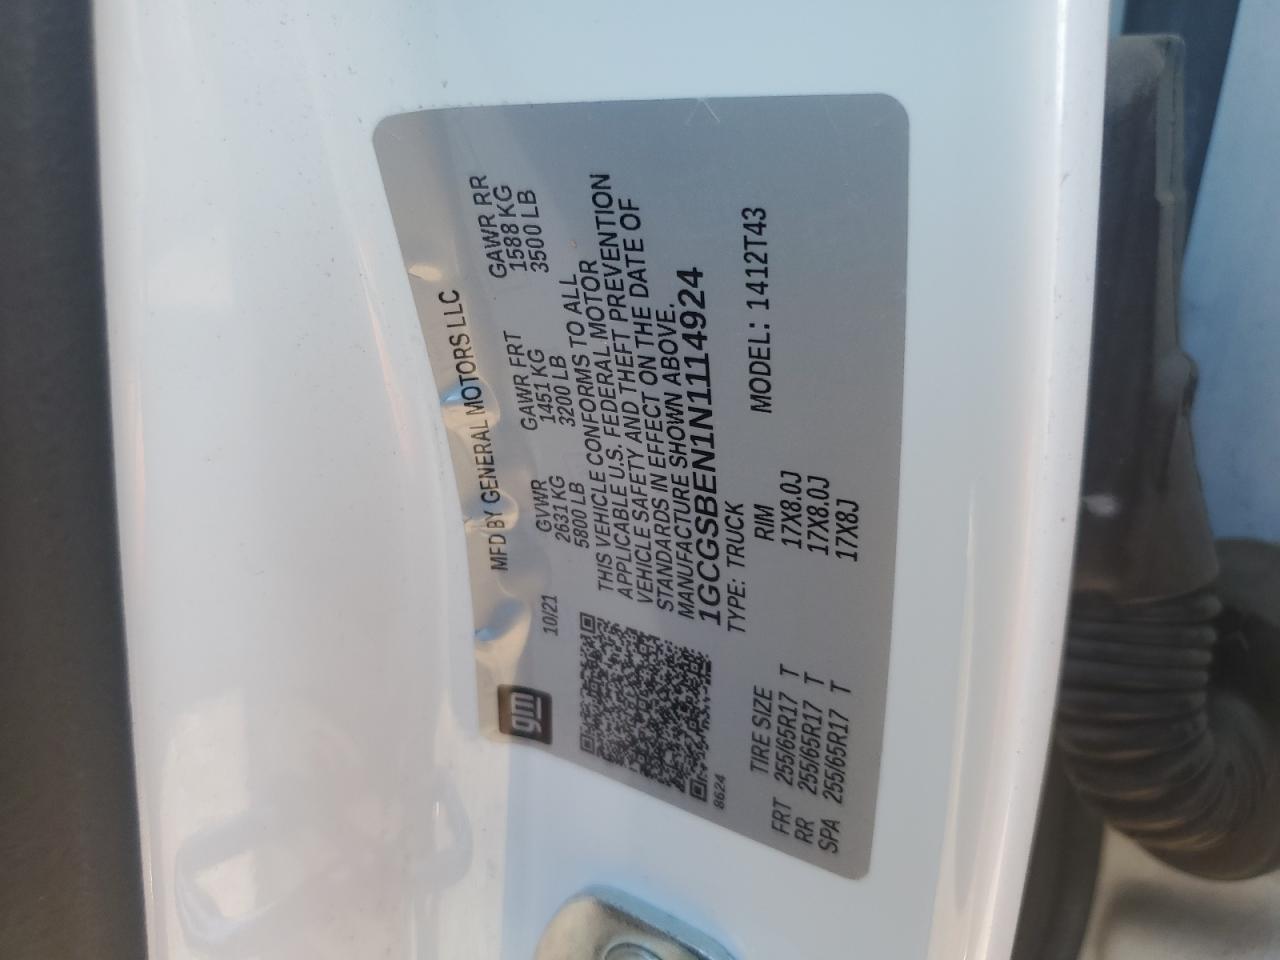 gm
MFD BY GENERAL MOTORS LLC
10/21
GVWR GAWR FRT GAWR RR
2631 KG 1451 KG 1588 KG
5800 LB 3200 LB 3500 LB
THIS VEHICLE CONFORMS TO ALL
APPLICABLE U.S. FEDERAL MOTOR
VEHICLE SAFETY AND THEFT PREVENTION
STANDARDS IN EFFECT ON THE DATE OF
MANUFACTURE SHOWN ABOVE.
1GCGSBEN1N1114924
8624
TYPE: TRUCK MODEL: 1412T43
TIRE SIZE RIM
FRT 255/65R17 T 17X8.0J
RR 255/65R17 T 17X8.0J
SPA 255/65R17 T 17X8J